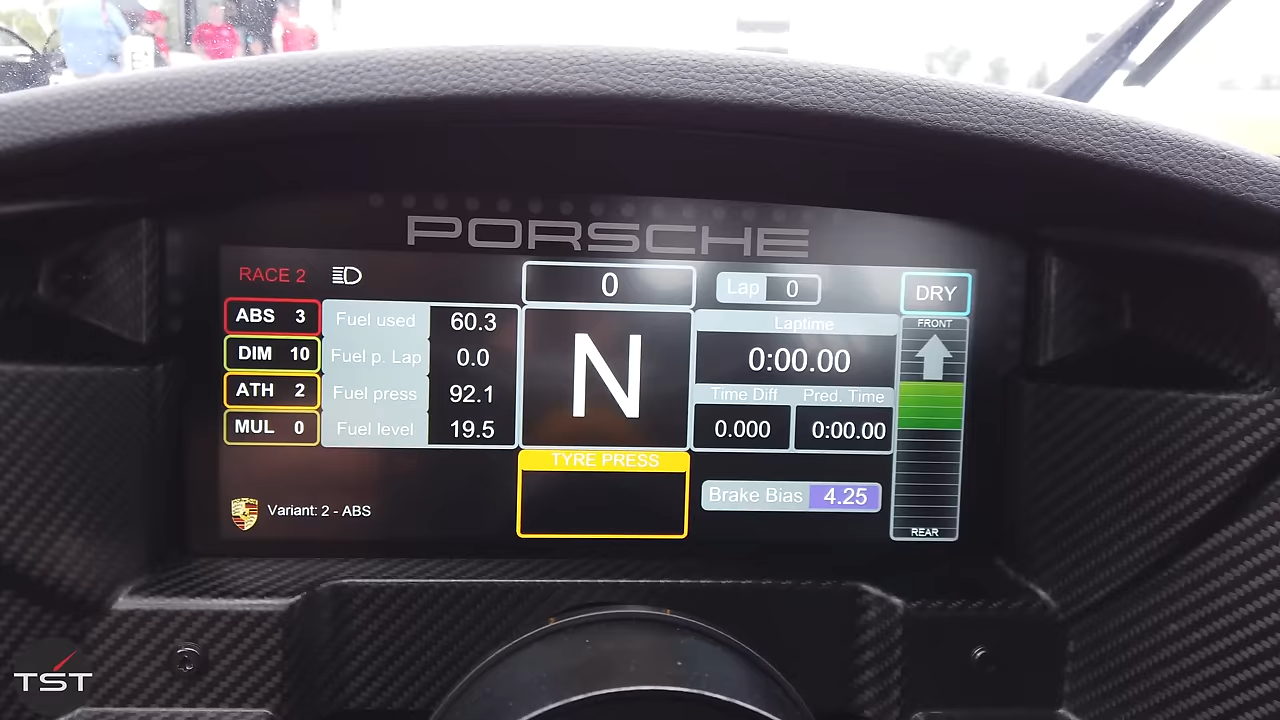 PORSCHE
RACE 2
0
Lap 0
DRY
ABS 3
DIM 10
ATH 2
MUL 0
Fuel used 60.3
Fuel p. Lap 0.0
Fuel press 92.1
Fuel level 19.5
N
Laptime
0:00.00
Time Diff Pred. Time
0.000 0:00.00
FRONT
REAR
TYRE PRESS
Brake Bias 4.25
Variant: 2 - ABS
TST